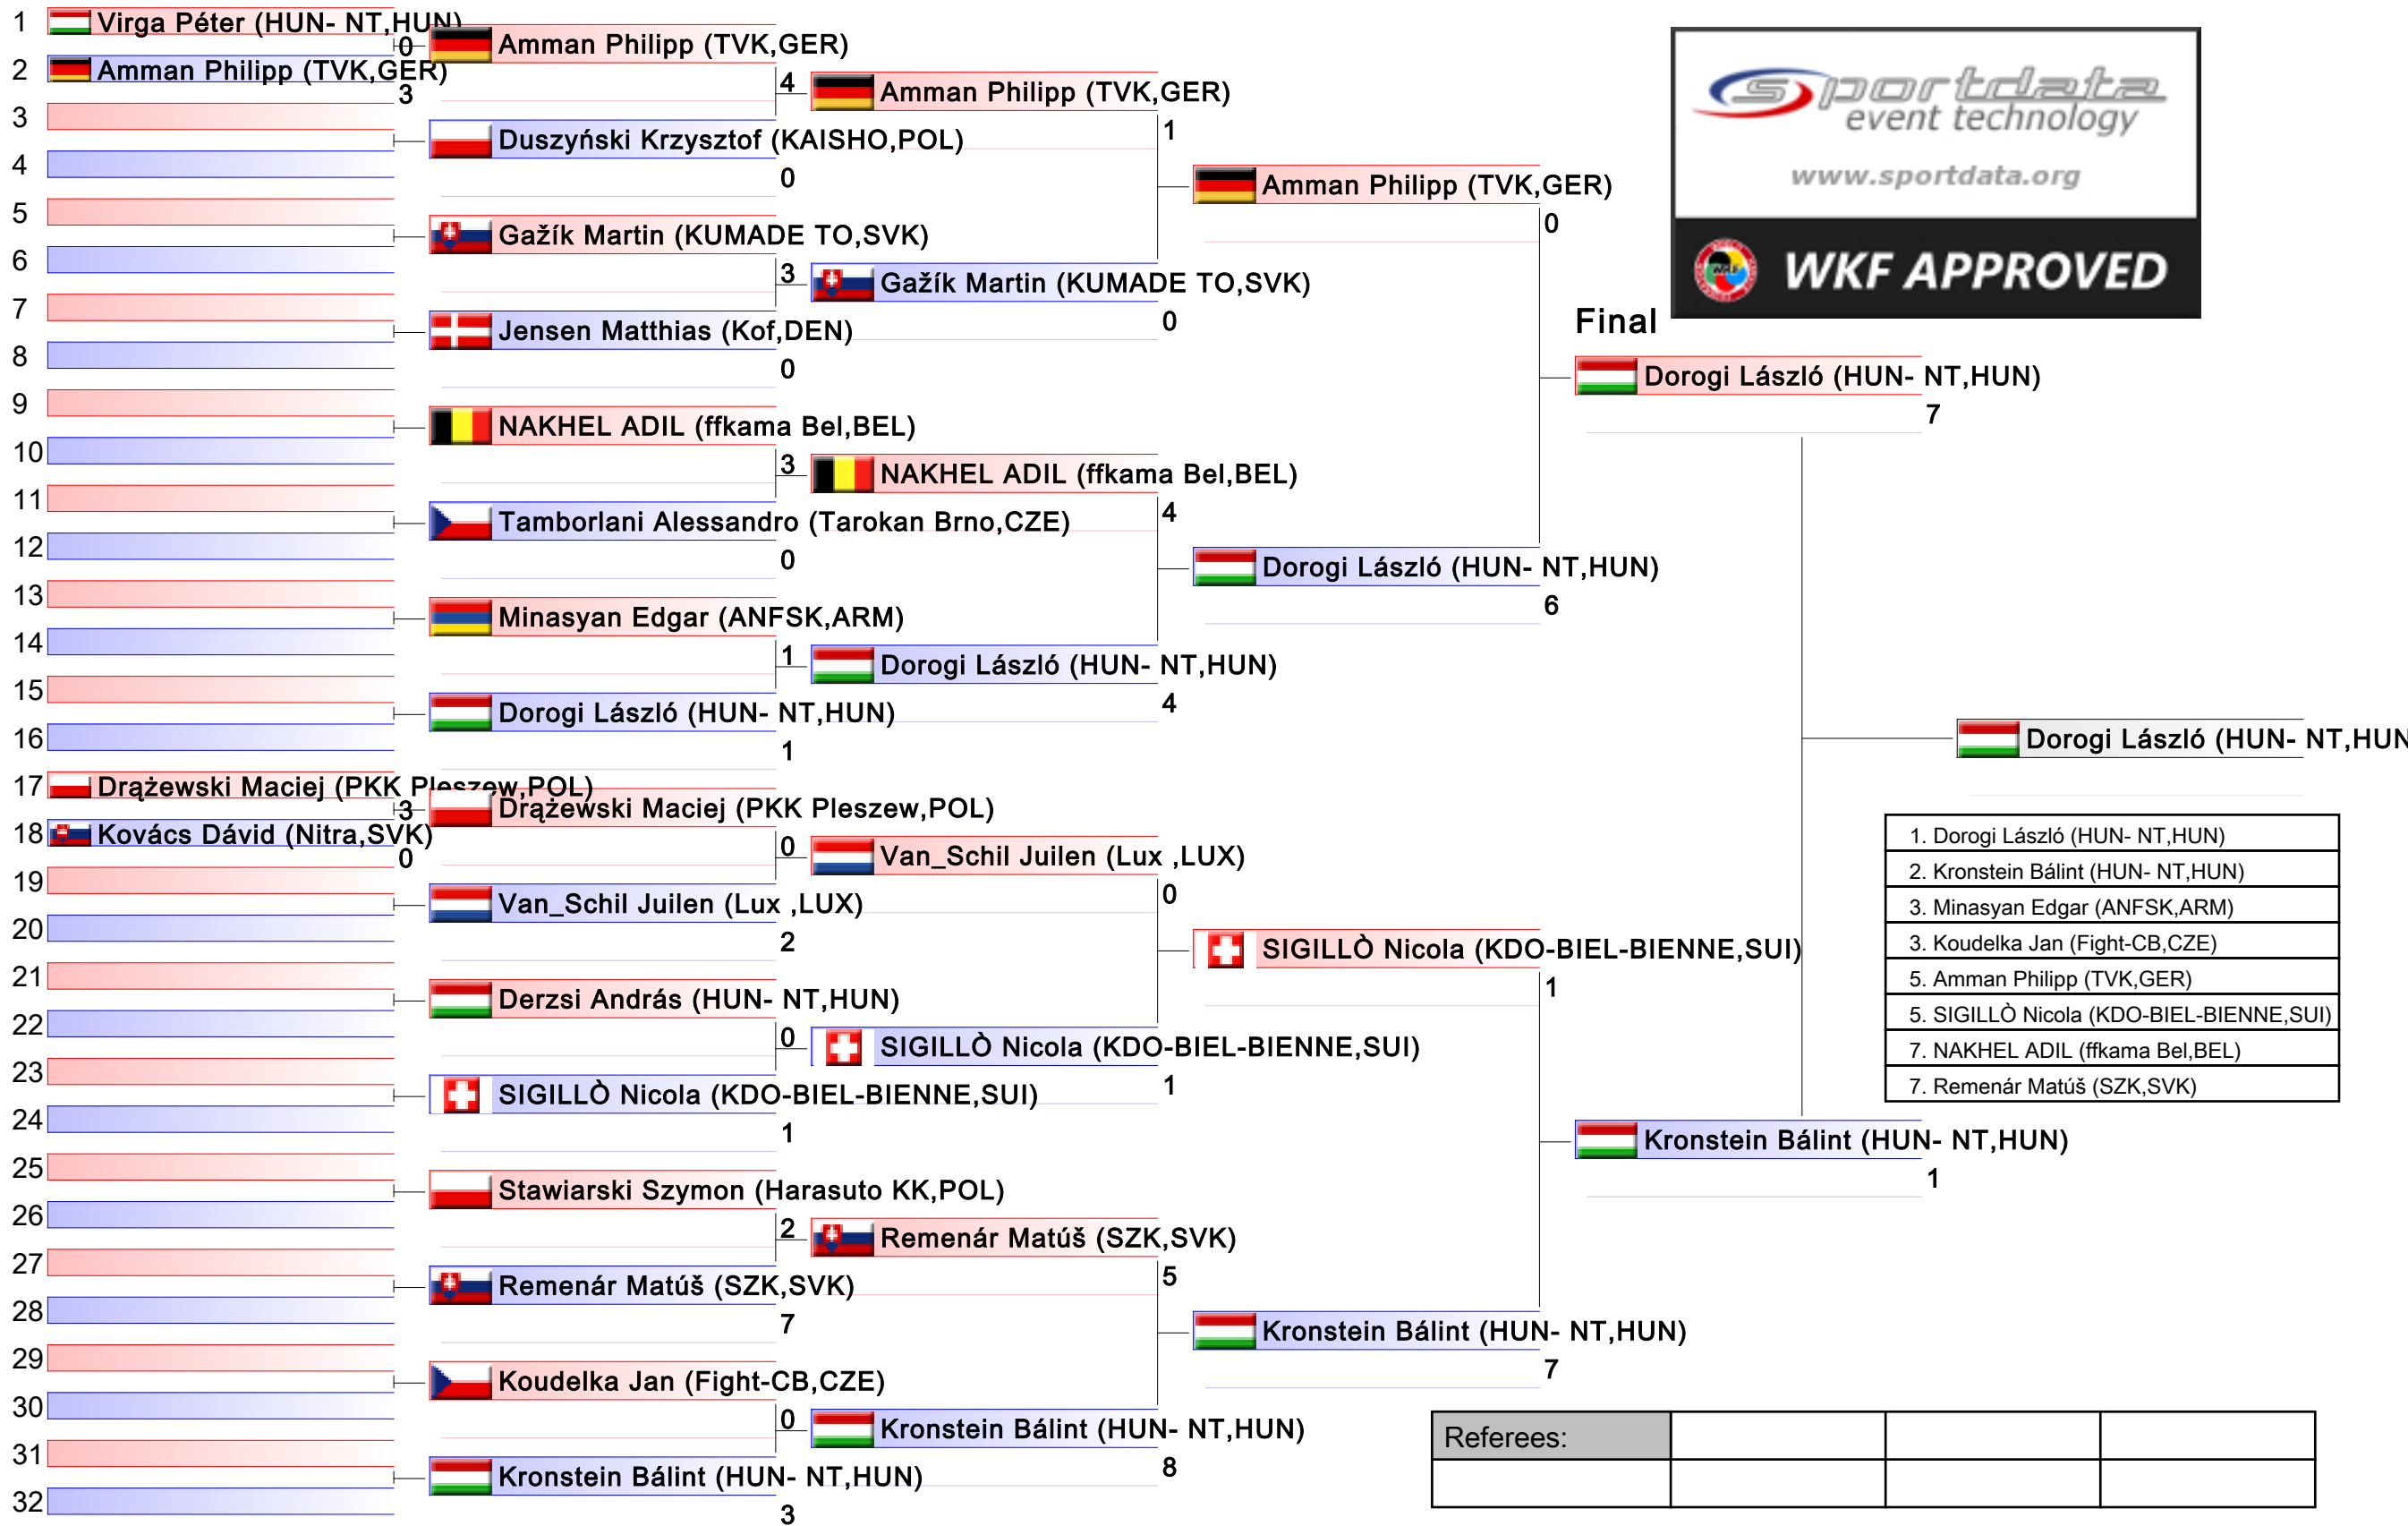 1 Virga Péter (HUN- NT,HUN)
0
2 Amman Philipp (TVK,GER)
3
3
4
5
6
7
8
9
10
11
12
13
14
15
16
17 Drążewski Maciej (PKK Pleszew,POL)
3
18 Kovács Dávid (Nitra,SVK)
0
19
20
21
22
23
24
25
26
27
28
29
30
31
32
Amman Philipp (TVK,GER)
4
Duszyński Krzysztof (KAISHO,POL)
0
Gažík Martin (KUMADE TO,SVK)
3
Jensen Matthias (Kof,DEN)
0
NAKHEL ADIL (ffkama Bel,BEL)
3
Tamborlani Alessandro (Tarokan Brno,CZE)
0
Minasyan Edgar (ANFSK,ARM)
1
Dorogi László (HUN- NT,HUN)
1
Drążewski Maciej (PKK Pleszew,POL)
0
Van_Schil Juilen (Lux ,LUX)
2
Derzsi András (HUN- NT,HUN)
0
SIGILLÒ Nicola (KDO-BIEL-BIENNE,SUI)
1
Stawiarski Szymon (Harasuto KK,POL)
2
Remenár Matúš (SZK,SVK)
7
Koudelka Jan (Fight-CB,CZE)
0
Kronstein Bálint (HUN- NT,HUN)
3
Amman Philipp (TVK,GER)
1
Gažík Martin (KUMADE TO,SVK)
0
NAKHEL ADIL (ffkama Bel,BEL)
4
Dorogi László (HUN- NT,HUN)
4
Van_Schil Juilen (Lux ,LUX)
0
SIGILLÒ Nicola (KDO-BIEL-BIENNE,SUI)
1
Remenár Matúš (SZK,SVK)
5
Kronstein Bálint (HUN- NT,HUN)
8
Amman Philipp (TVK,GER)
0
Dorogi László (HUN- NT,HUN)
6
SIGILLÒ Nicola (KDO-BIEL-BIENNE,SUI)
1
Kronstein Bálint (HUN- NT,HUN)
7
Final
Dorogi László (HUN- NT,HUN)
7
Kronstein Bálint (HUN- NT,HUN)
1
Dorogi László (HUN- NT,HUN
sportdata
event technology
www.sportdata.org
WKF APPROVED
1. Dorogi László (HUN- NT,HUN)
2. Kronstein Bálint (HUN- NT,HUN)
3. Minasyan Edgar (ANFSK,ARM)
3. Koudelka Jan (Fight-CB,CZE)
5. Amman Philipp (TVK,GER)
5. SIGILLÒ Nicola (KDO-BIEL-BIENNE,SUI)
7. NAKHEL ADIL (ffkama Bel,BEL)
7. Remenár Matúš (SZK,SVK)
Referees: